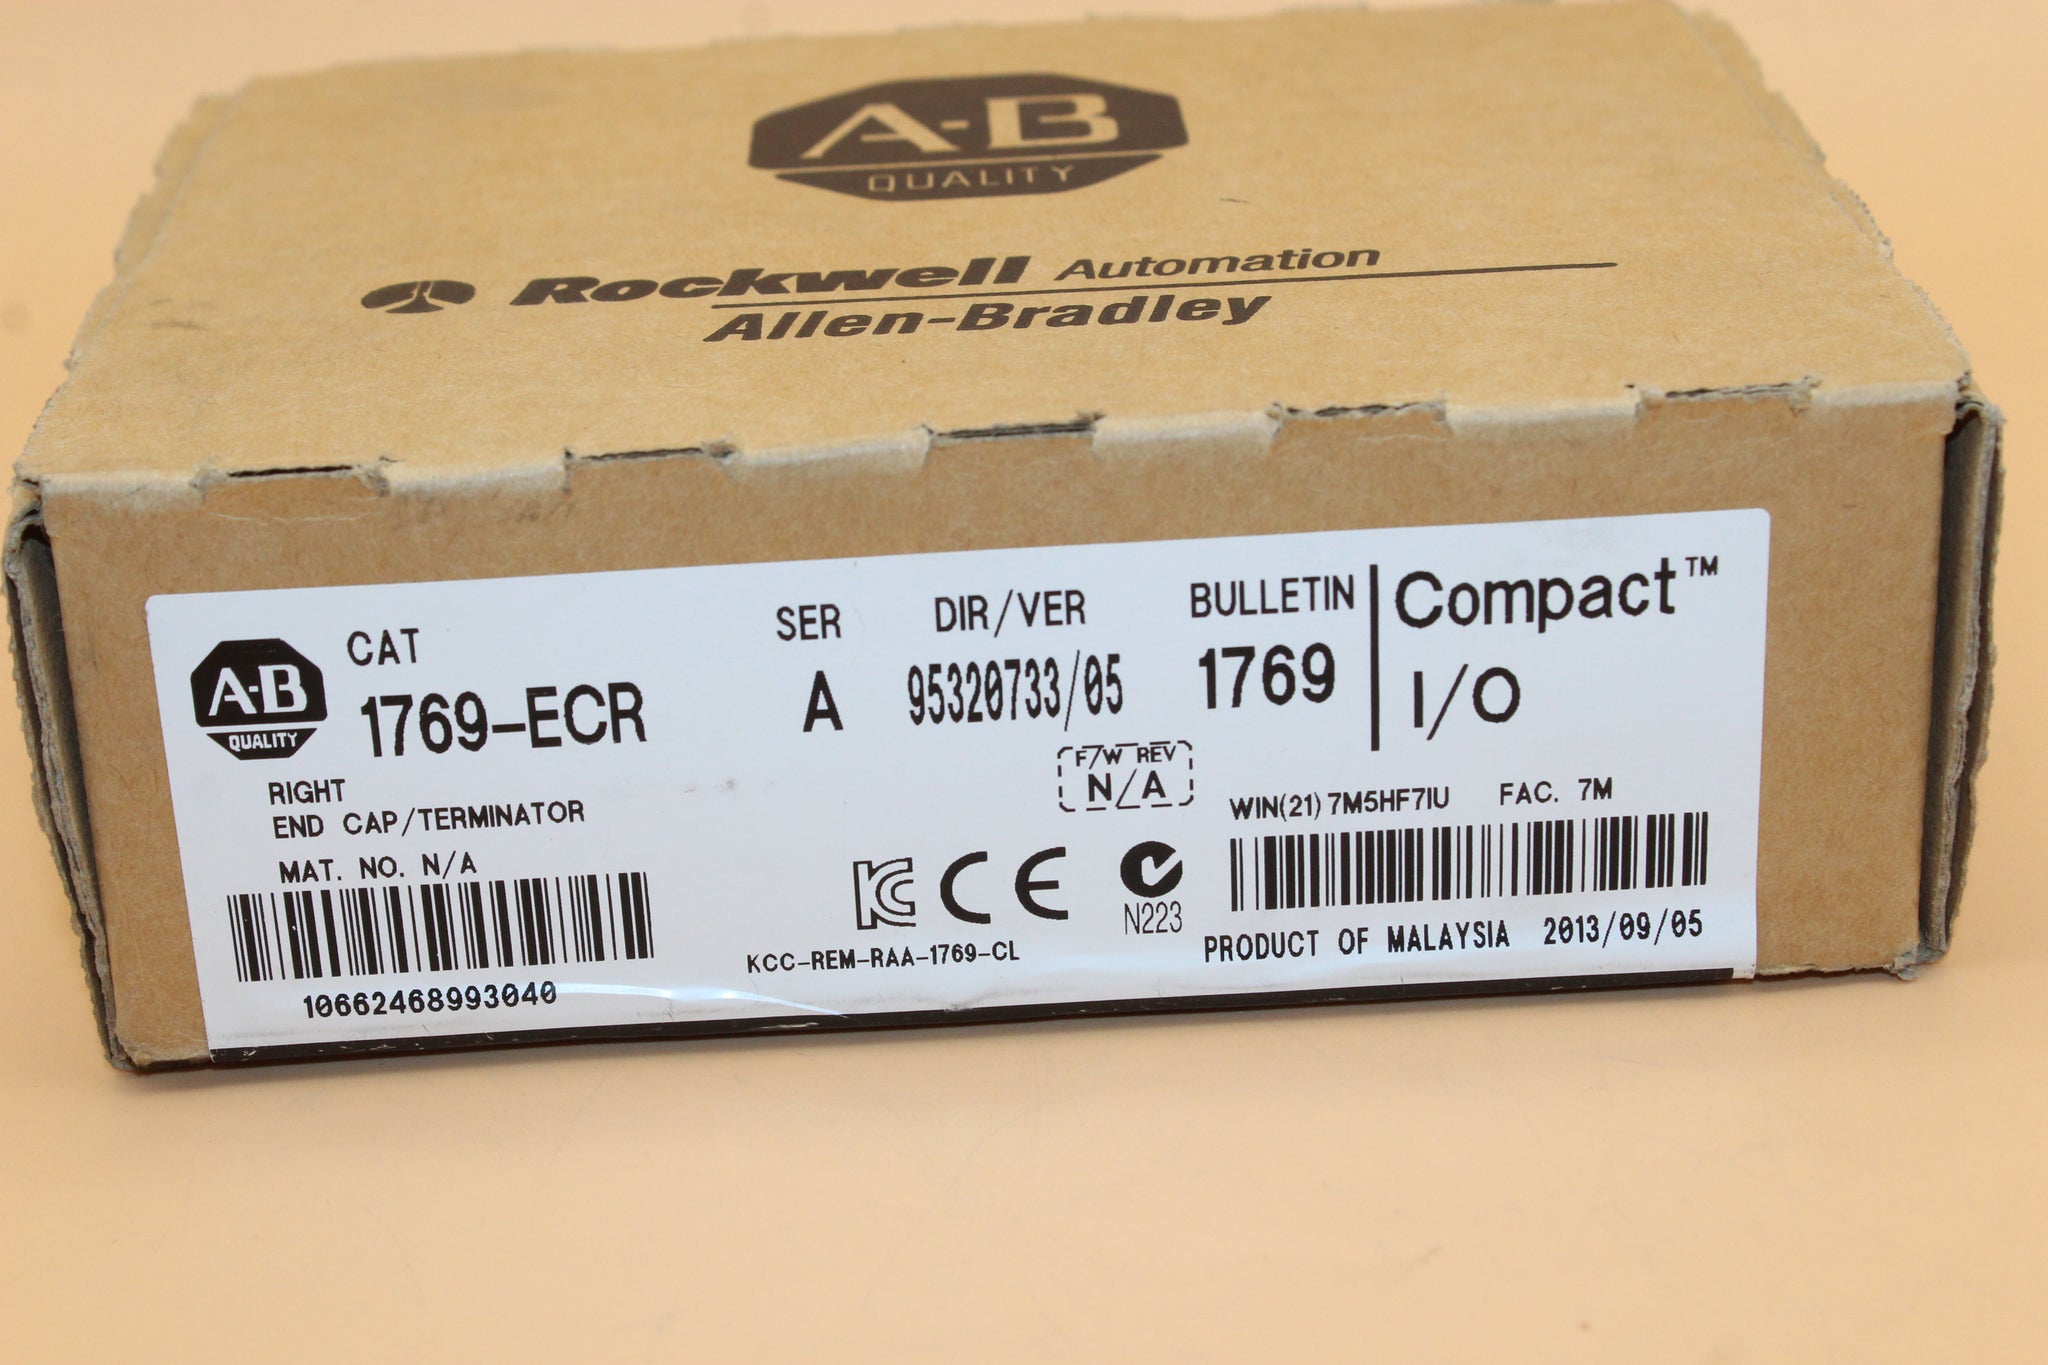 A-B
QUALITY
Rockwell Automation
Allen-Bradley
A-B
QUALITY
CAT
1769-ECR
SER
A
DIR/VER
95320733/05
BULLETIN
1769
Compact™
I/O
RIGHT
END CAP/TERMINATOR
MAT. NO. N/A
10662468993040
F/W REV
N/A
KC CE
N223
KCC-REM-RAA-1769-CL
WIN(21) 7M5HF7IU FAC. 7M
PRODUCT OF MALAYSIA 2013/09/05